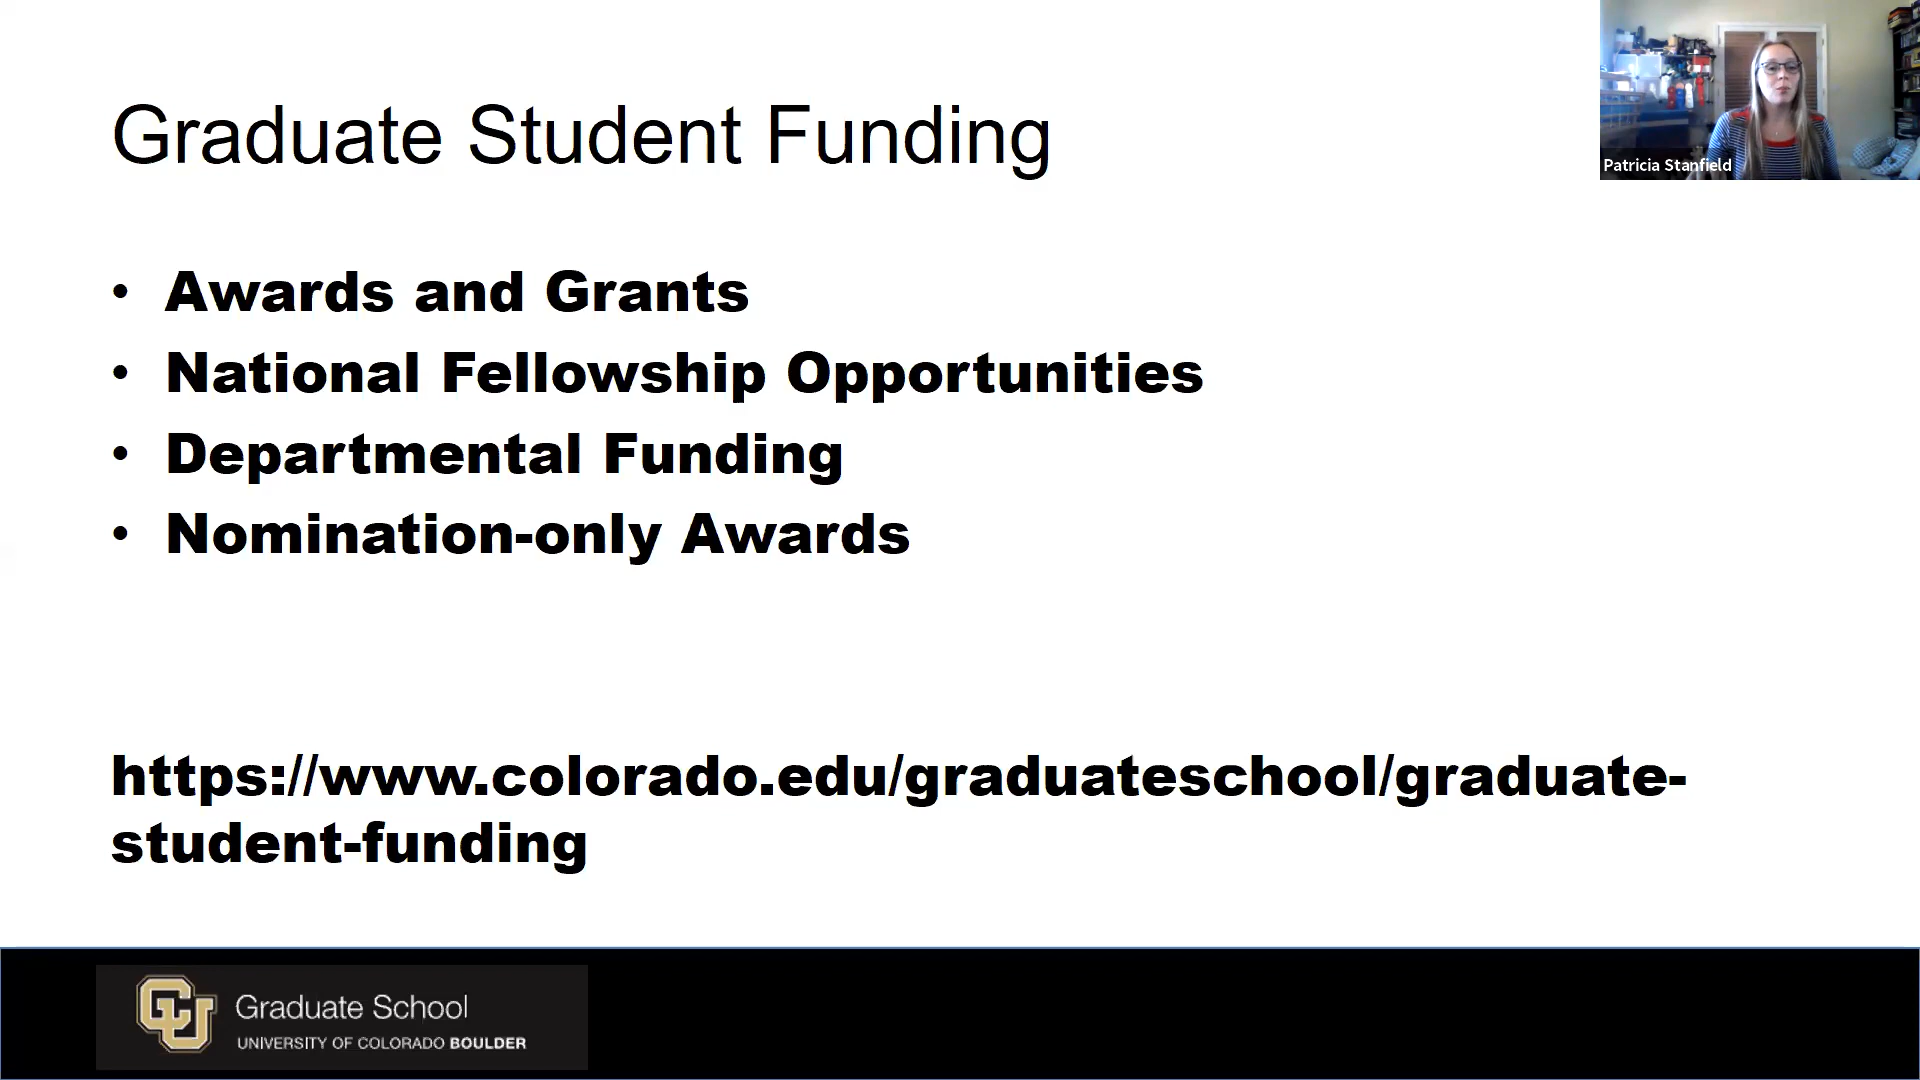 Graduate Student Funding
Patricia Stanfield
• Awards and Grants
• National Fellowship Opportunities
• Departmental Funding
• Nomination-only Awards
https://www.colorado.edu/graduateschool/graduate-
student-funding
CU
Graduate School
UNIVERSITY OF COLORADO BOULDER